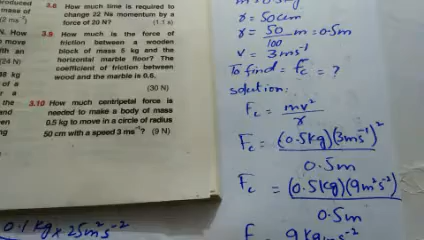 roduced
mass of
(2 ms⁻¹)
N. How
move
ith an
(24 N)
kg
of a
r a
the
and
en
ng
3.8 How much time is required to
change 22 Ns momentum by a
force of 20 N? (1.1 s)
3.9 How much is the force of
friction between a wooden
block of mass 5 kg and the
horizontal marble floor? The
coefficient of friction between
wood and the marble is 0.6.
(30 N)
3.10 How much centripetal force is
needed to make a body of mass
0.5 kg to move in a circle of radius
50 cm with a speed 3 ms⁻¹? (9 N)
r = 50cm
r = 50/100 m = 0.5m
v = 3ms⁻¹
To find = Fc = ?
solution:
Fc = mv²/r
Fc = (0.5kg)(3ms⁻¹)²/0.5m
Fc = (0.5kg)(9m²s⁻²)/0.5m
9kgms⁻²
0.1kg × 25m²s⁻²